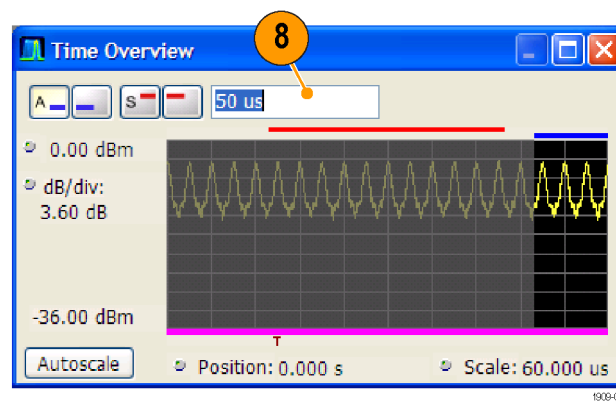 8
Time Overview
A
S
50 us
0.00 dBm
dB/div:
3.60 dB
-36.00 dBm
T
Autoscale
Position: 0.000 s
Scale: 60.000 us